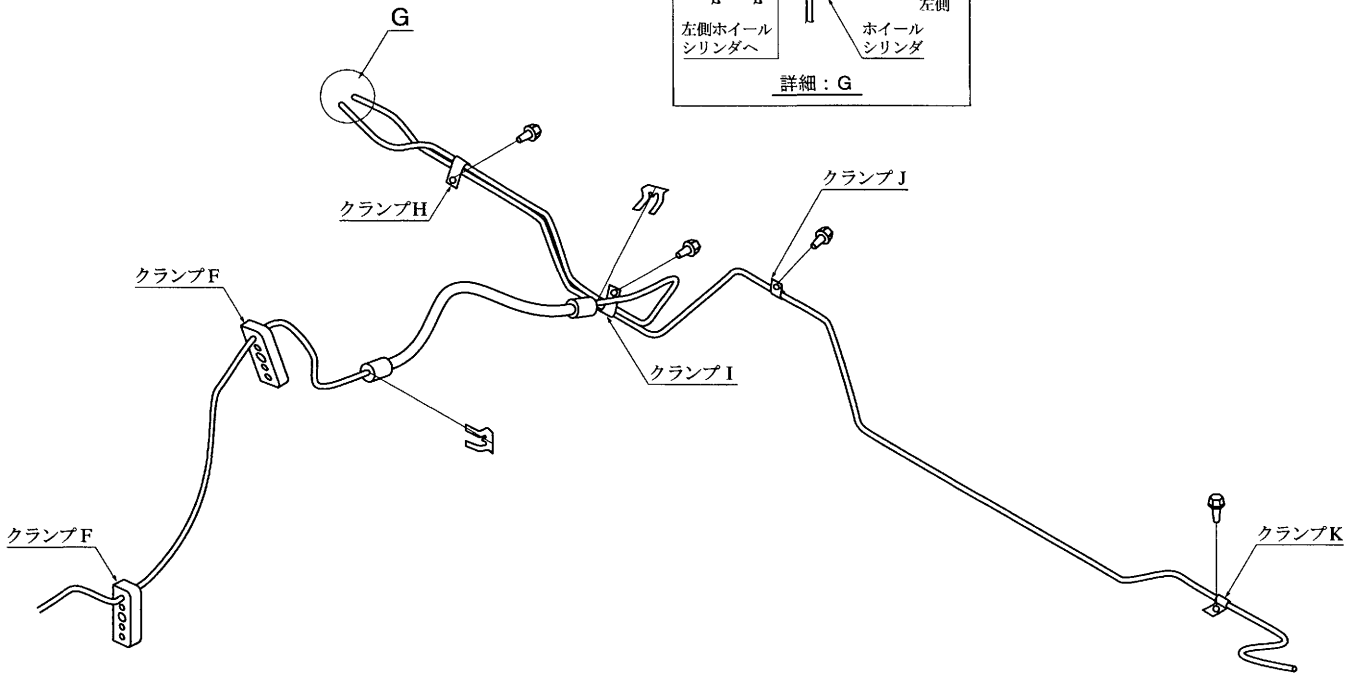 左側
左側ホイール
シリンダへ
ホイール
シリンダ
詳細：G
G
クランプH
クランプJ
クランプF
クランプI
クランプF
クランプK